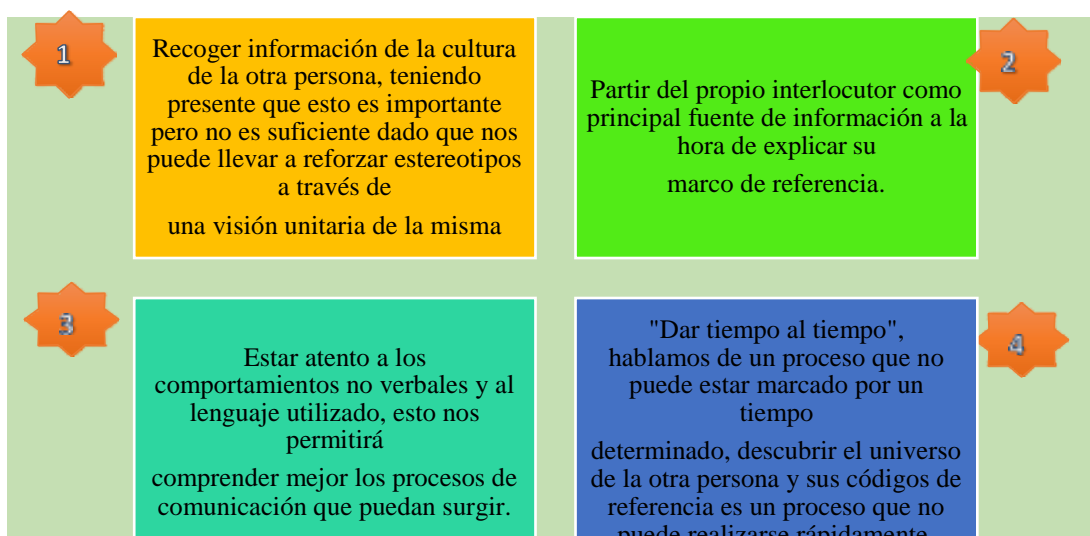 1
Recoger información de la cultura
de la otra persona, teniendo
presente que esto es importante
pero no es suficiente dado que nos
puede llevar a reforzar estereotipos
a través de
una visión unitaria de la misma
2
Partir del propio interlocutor como
principal fuente de información a la
hora de explicar su
marco de referencia.
3
Estar atento a los
comportamientos no verbales y al
lenguaje utilizado, esto nos
permitirá
comprender mejor los procesos de
comunicación que puedan surgir.
4
"Dar tiempo al tiempo",
hablamos de un proceso que no
puede estar marcado por un
tiempo
determinado, descubrir el universo
de la otra persona y sus códigos de
referencia es un proceso que no
puede realizarse rápidamente